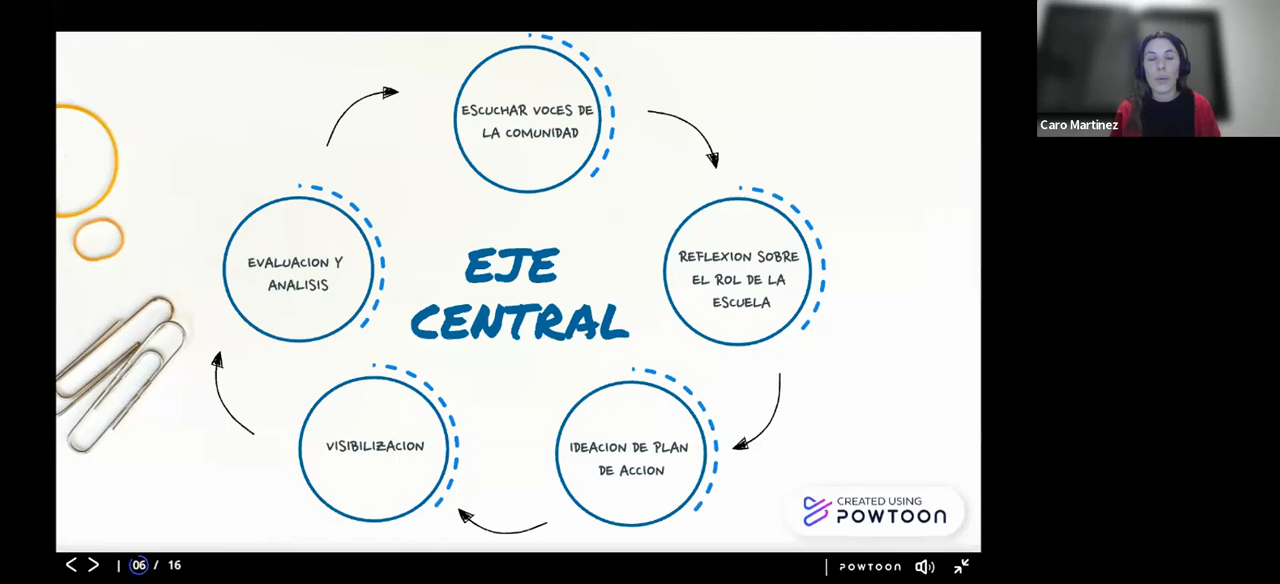 ESCUCHAR VOCES DE
LA COMUNIDAD
REFLEXION SOBRE
EL ROL DE LA
ESCUELA
IDEACION DE PLAN
DE ACCION
VISIBILIZACION
EVALUACION Y
ANALISIS
EJE
CENTRAL
CREATED USING
POWTOON
06 / 16
POWTOON
Caro Martinez